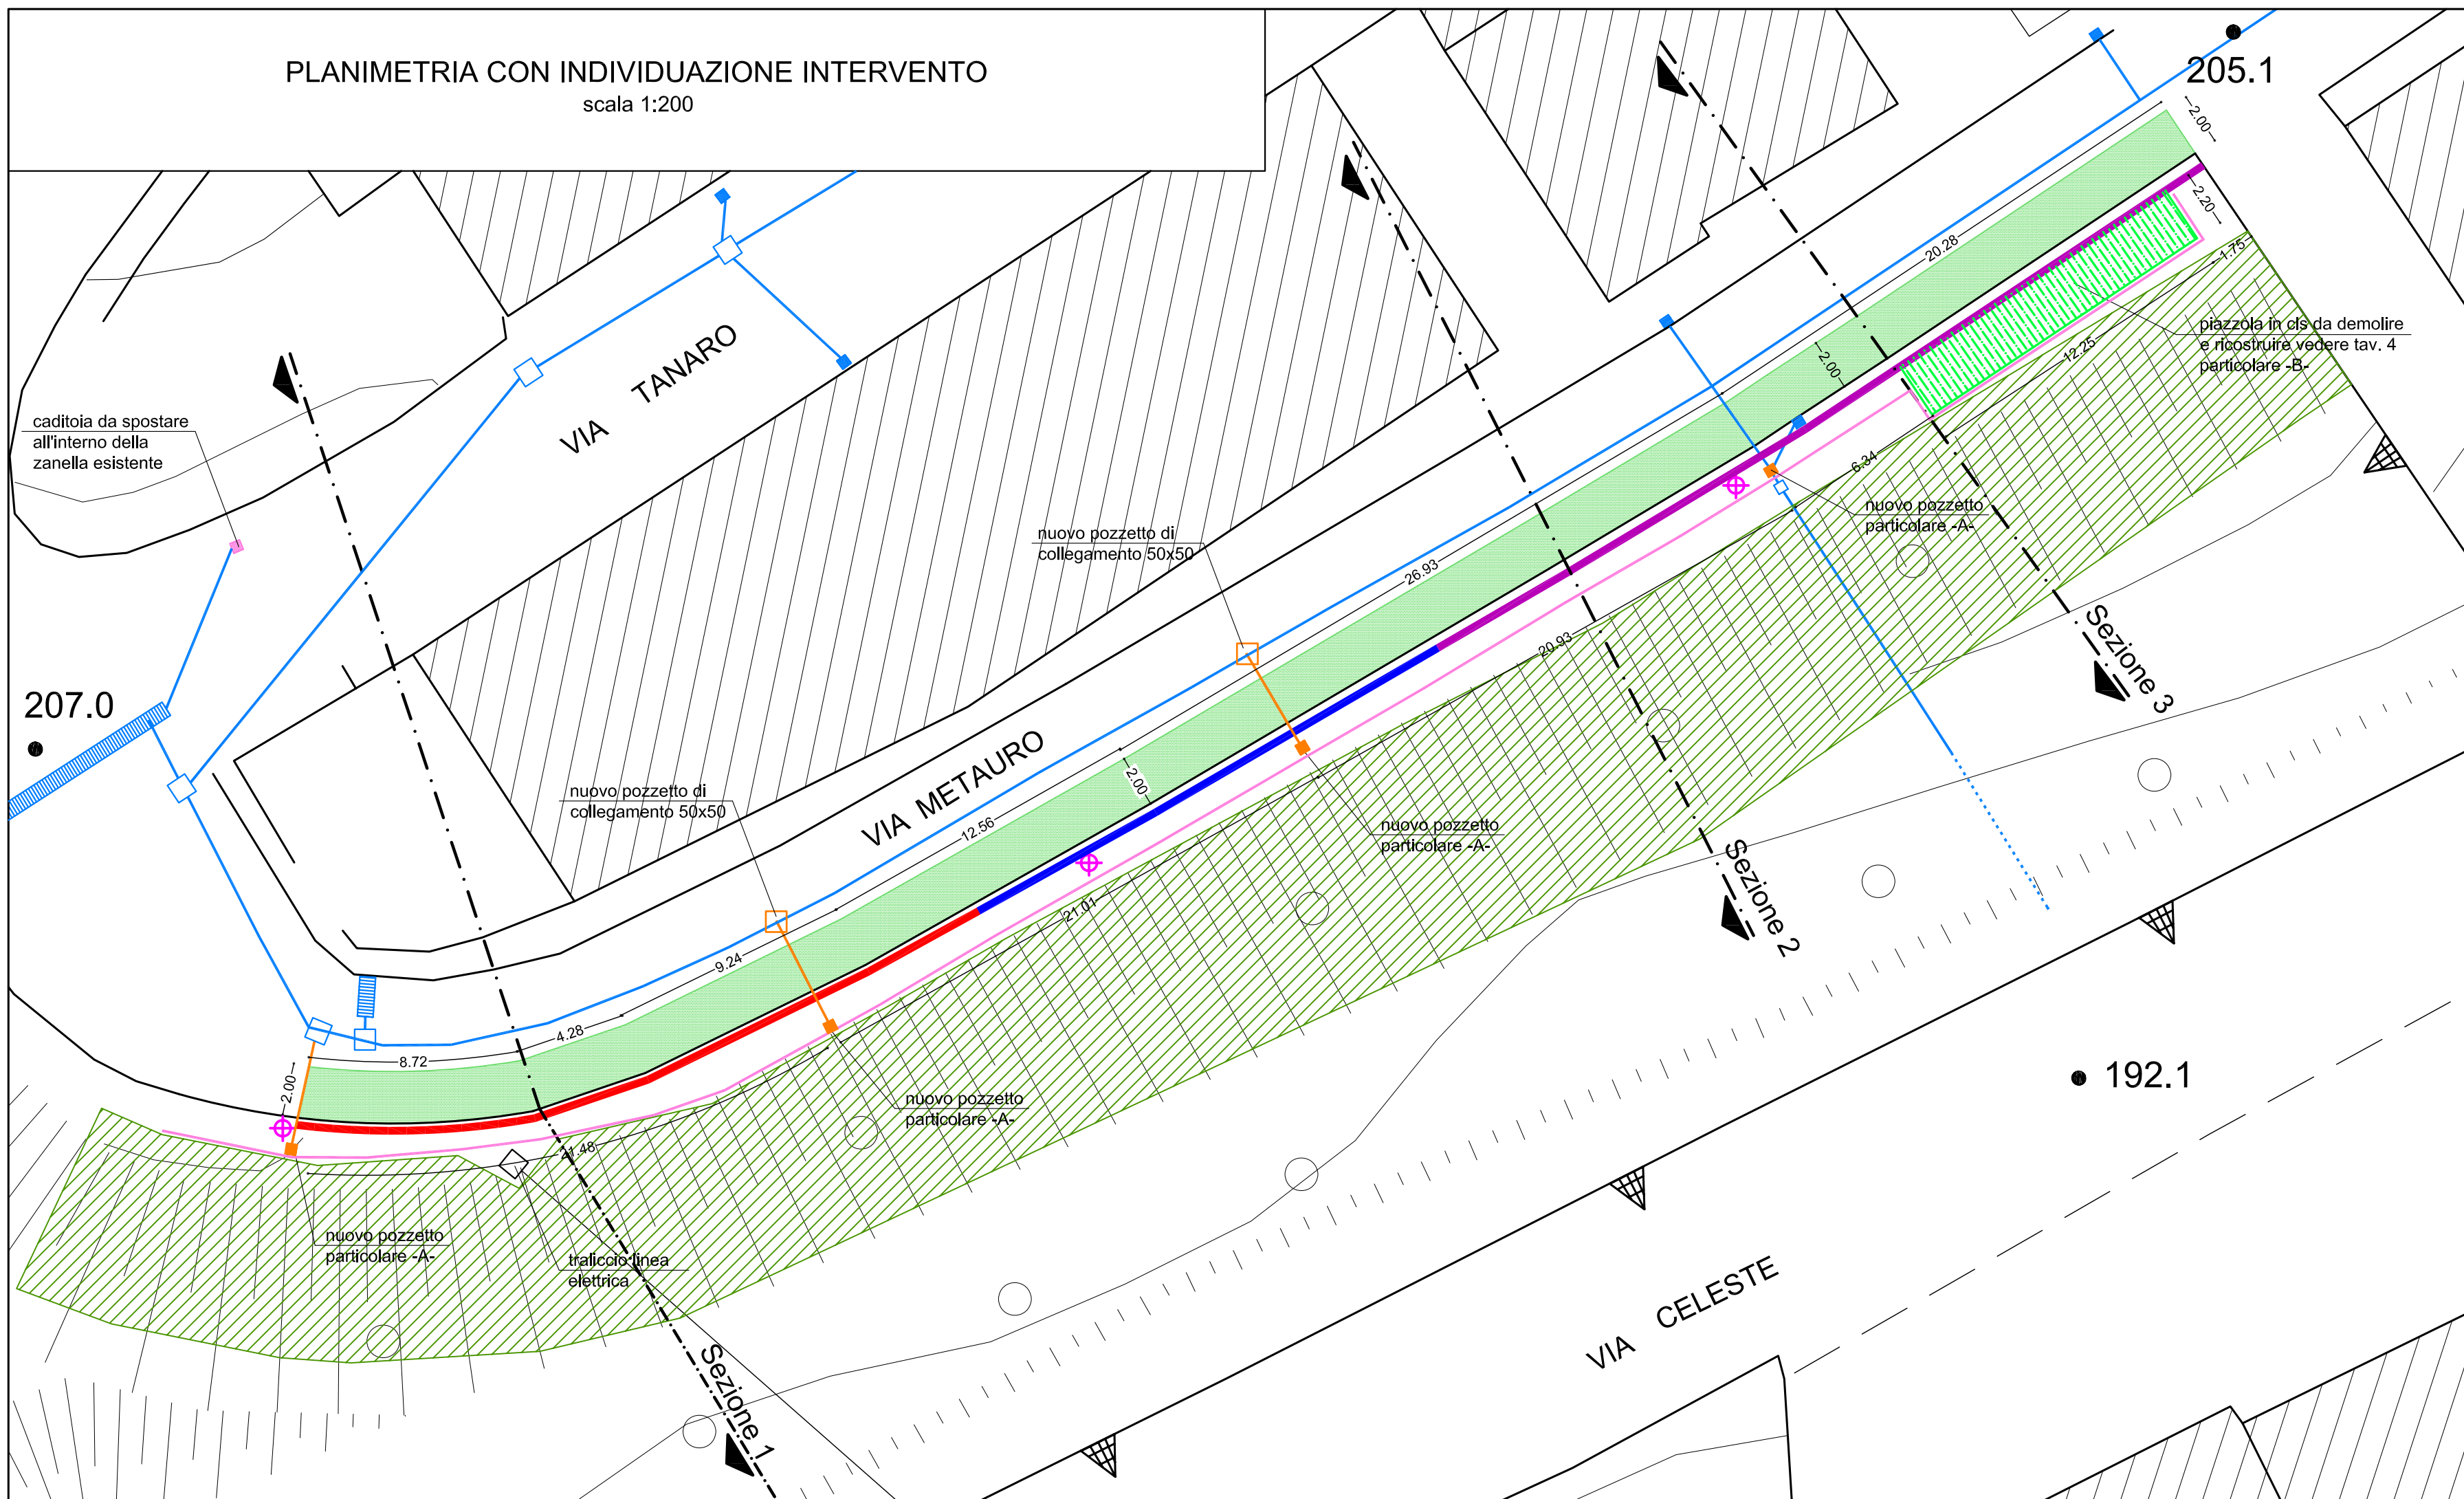 PLANIMETRIA CON INDIVIDUAZIONE INTERVENTO
scala 1:200
205.1
2.00
2.20
1.75
20.28
piazzola in cls da demolire
e ricostruire vedere tav. 4
particolare -B-
12.25
2.00
VIA TANARO
caditoia da spostare
all'interno della
zanella esistente
6.34
nuovo pozzetto
particolare -A-
nuovo pozzetto di
collegamento 50x50
26.93
20.93
Sezione 3
207.0
VIA METAURO
2.00
nuovo pozzetto di
collegamento 50x50
12.56
nuovo pozzetto
particolare -A-
Sezione 2
21.01
9.24
4.28
8.72
2.00
192.1
nuovo pozzetto
particolare -A-
21.48
nuovo pozzetto
particolare -A-
traliccio linea
elettrica
VIA CELESTE
Sezione 1